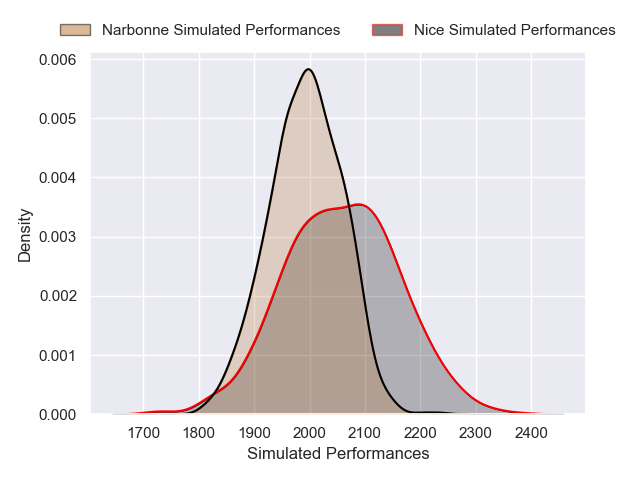 Narbonne Simulated Performances Nice Simulated Performances
0.006
0.005
0.004
0.003
0.002
0.001
0.000
Density
1700 1800 1900 2000 2100 2200 2300 2400
Simulated Performances